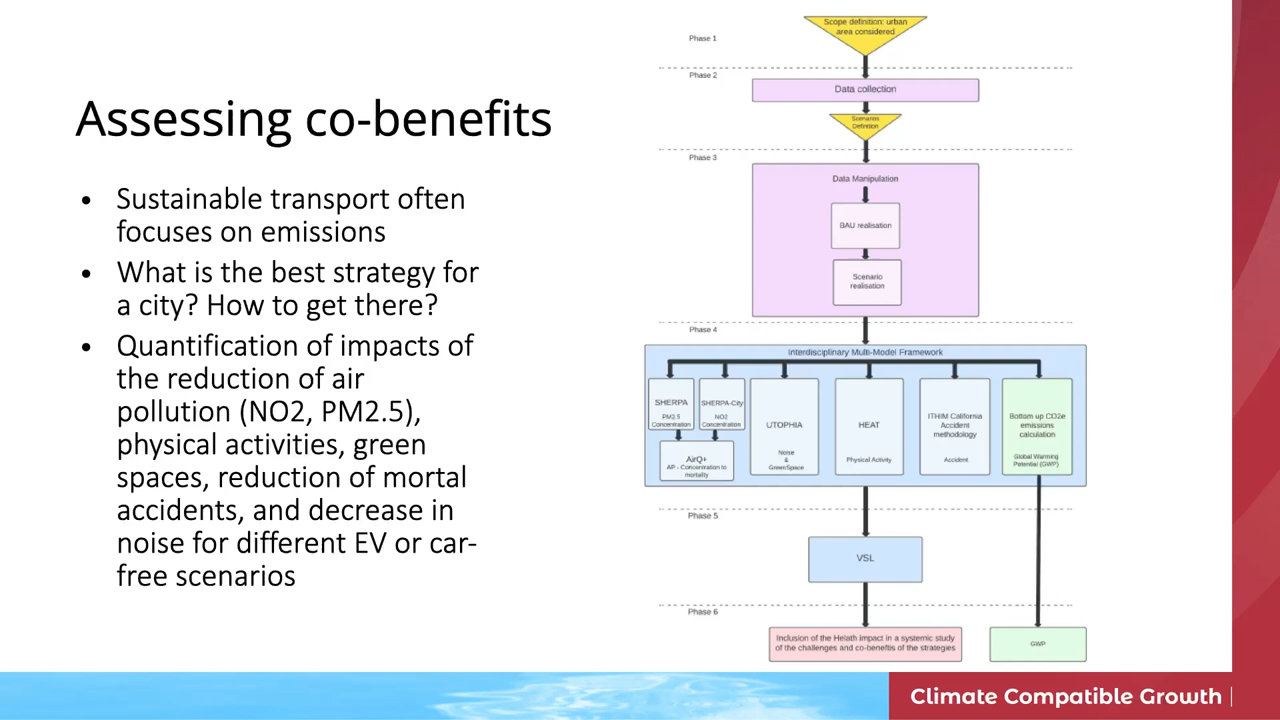 Assessing co-benefits
• Sustainable transport often
focuses on emissions
• What is the best strategy for
a city? How to get there?
• Quantification of impacts of
the reduction of air
pollution (NO2, PM2.5),
physical activities, green
spaces, reduction of mortal
accidents, and decrease in
noise for different EV or car-
free scenarios
Phase 1
Scope definition: urban
area considered
Phase 2
Data collection
Scenarios
Definition
Phase 3
Data Manipulation
BAU realisation
Scenario
realisation
Phase 4
Interdisciplinary Multi-Model Framework
SHERPA
PM2.5
Concentration
SHERPA-City
NO2
Concentration
AirQ+
AP - Concentration to
mortality
UTOPHIA
Noise
&
GreenSpace
HEAT
Physical Activity
ITHIM California
Accident
methodology
Accident
Bottom up CO2e
emissions
calculation
Global Warming
Potential (GWP)
Phase 5
VSL
Phase 6
Inclusion of the Helath impact in a systemic study
of the challenges and co-beneftis of the strategies
GWP
Climate Compatible Growth |